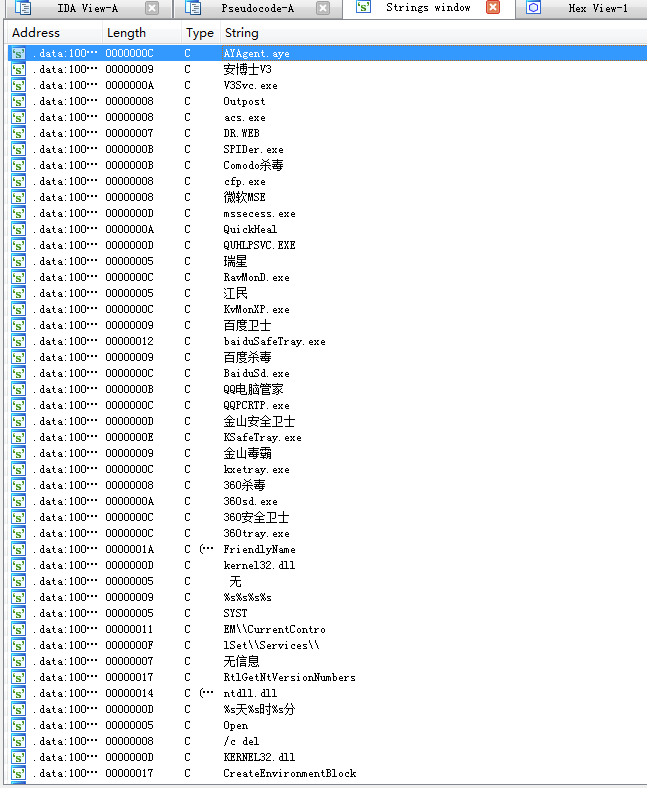 IDA View-A Pseudocode-A Strings window Hex View-1
Address Length Type String
.data:100… 0000000C C AYAgent.aye
.data:100… 00000009 C 安博士V3
.data:100… 0000000A C V3Svc.exe
.data:100… 00000008 C Outpost
.data:100… 00000008 C acs.exe
.data:100… 00000007 C DR.WEB
.data:100… 0000000B C SPIDer.exe
.data:100… 0000000B C Comodo杀毒
.data:100… 00000008 C cfp.exe
.data:100… 00000008 C 微软MSE
.data:100… 0000000D C mssecess.exe
.data:100… 0000000A C QuickHeal
.data:100… 0000000D C QUHLPSVC.EXE
.data:100… 00000005 C 瑞星
.data:100… 0000000C C RavMonD.exe
.data:100… 00000005 C 江民
.data:100… 0000000C C KvMonXP.exe
.data:100… 00000009 C 百度卫士
.data:100… 00000012 C baiduSafeTray.exe
.data:100… 00000009 C 百度杀毒
.data:100… 0000000C C BaiduSd.exe
.data:100… 0000000B C QQ电脑管家
.data:100… 0000000C C QQPCRTP.exe
.data:100… 0000000D C 金山安全卫士
.data:100… 0000000E C KSafeTray.exe
.data:100… 00000009 C 金山毒霸
.data:100… 0000000C C kxetray.exe
.data:100… 00000008 C 360杀毒
.data:100… 0000000A C 360sd.exe
.data:100… 0000000C C 360安全卫士
.data:100… 0000000C C 360tray.exe
.data:100… 0000001A C (… FriendlyName
.data:100… 0000000D C kernel32.dll
.data:100… 00000005 C 无
.data:100… 00000009 C %s%s%s%s
.data:100… 00000005 C SYST
.data:100… 00000011 C EM\\CurrentContro
.data:100… 0000000F C lSet\\Services\\
.data:100… 00000007 C 无信息
.data:100… 00000017 C RtlGetNtVersionNumbers
.data:100… 00000014 C (… ntdll.dll
.data:100… 0000000D C %s天%s时%s分
.data:100… 00000005 C Open
.data:100… 00000008 C /c del
.data:100… 0000000D C KERNEL32.dll
.data:100… 00000017 C CreateEnvironmentBlock